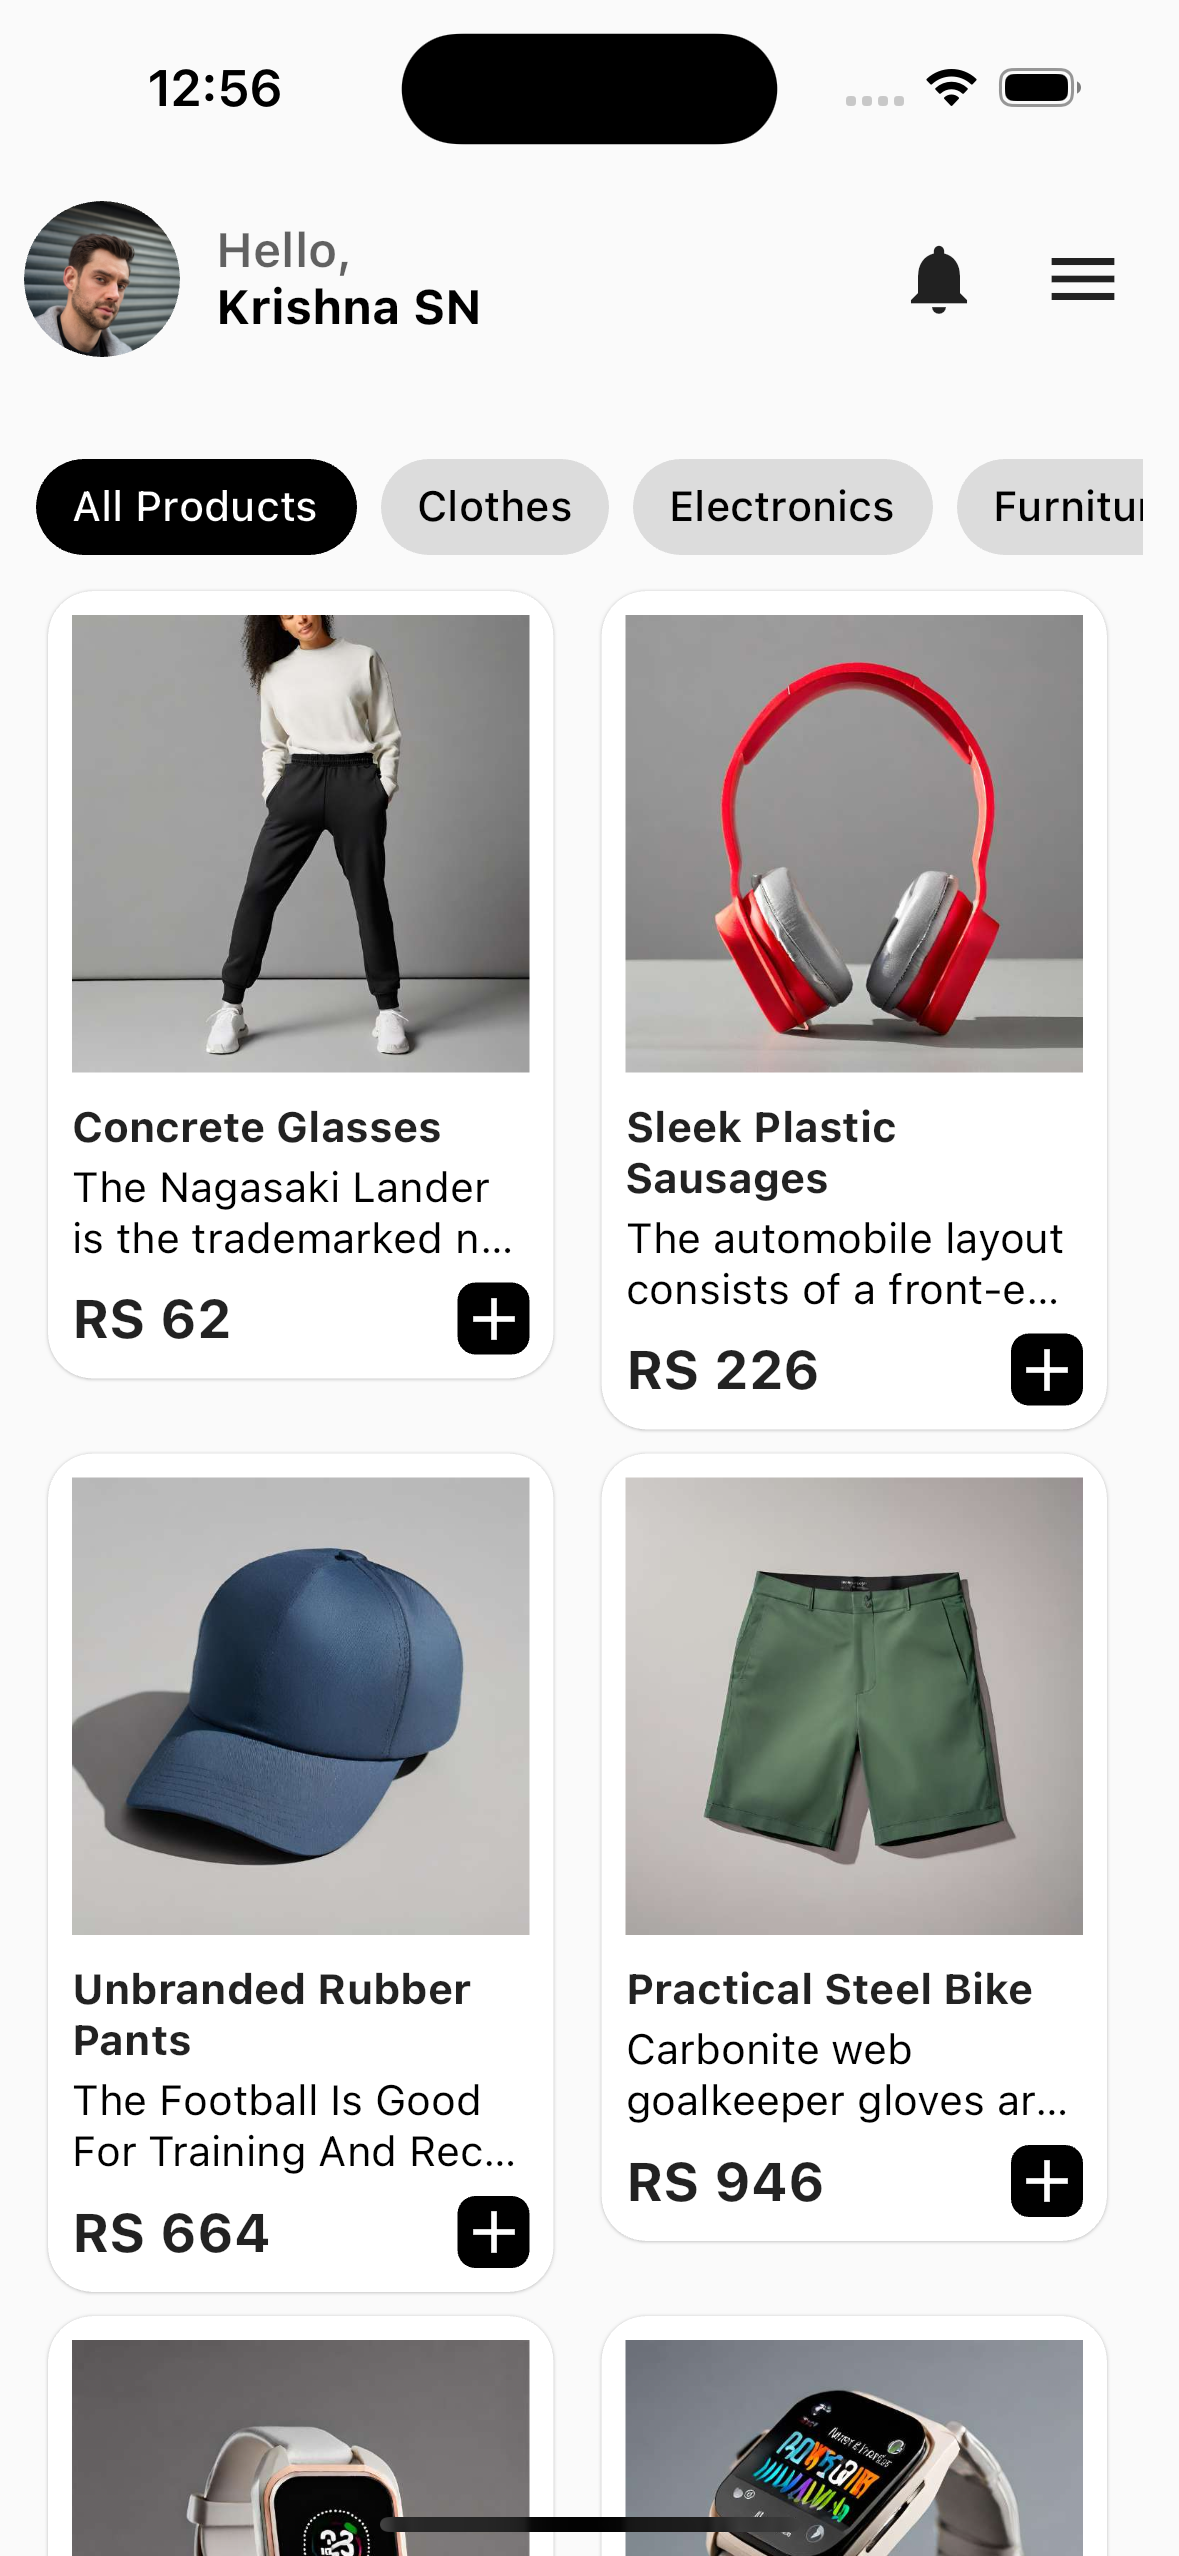 12:56
Hello,
Krishna SN
All Products
Clothes
Electronics
Furnitur
Concrete Glasses
The Nagasaki Lander
is the trademarked n...
RS 62
Sleek Plastic
Sausages
The automobile layout
consists of a front-e...
RS 226
Unbranded Rubber
Pants
The Football Is Good
For Training And Rec...
RS 664
Practical Steel Bike
Carbonite web
goalkeeper gloves ar...
RS 946